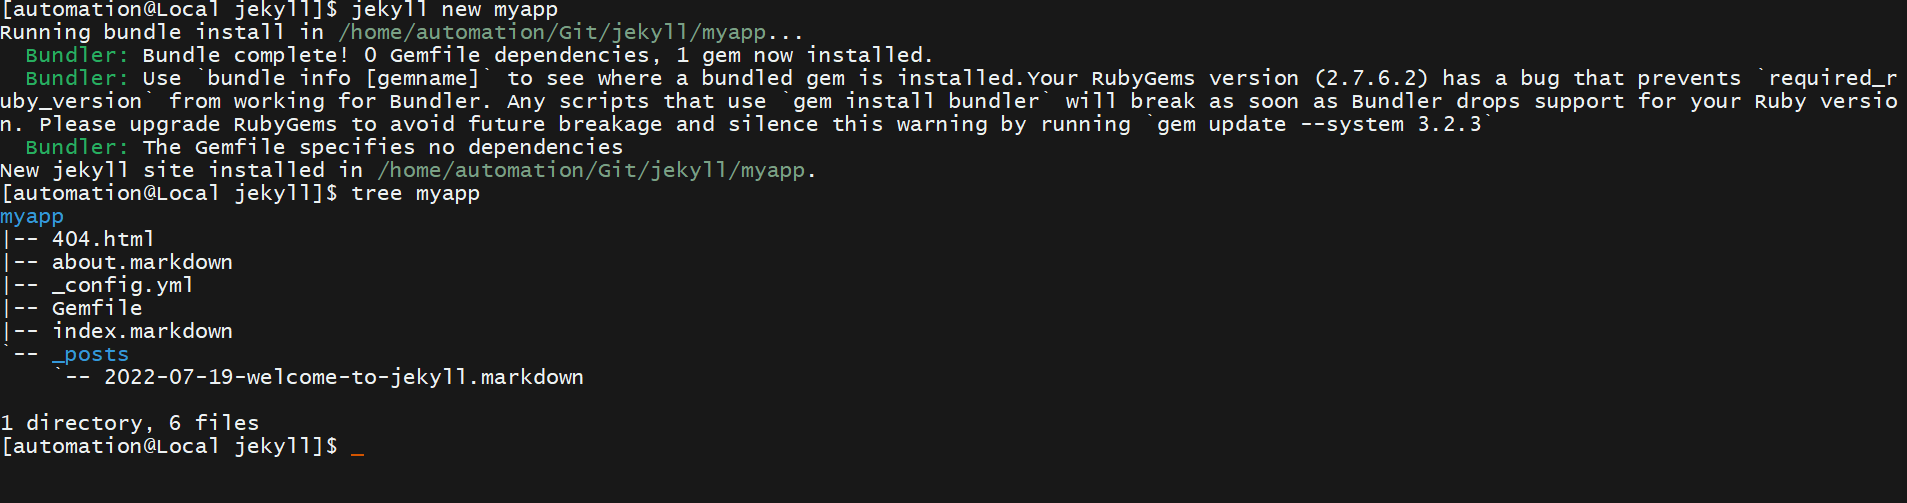 [automation@Local jekyll]$ jekyll new myapp
Running bundle install in /home/automation/Git/jekyll/myapp...
  Bundler: Bundle complete! 0 Gemfile dependencies, 1 gem now installed.
  Bundler: Use `bundle info [gemname]` to see where a bundled gem is installed.Your RubyGems version (2.7.6.2) has a bug that prevents `required_r
uby_version` from working for Bundler. Any scripts that use `gem install bundler` will break as soon as Bundler drops support for your Ruby versio
n. Please upgrade RubyGems to avoid future breakage and silence this warning by running `gem update --system 3.2.3`
  Bundler: The Gemfile specifies no dependencies
New jekyll site installed in /home/automation/Git/jekyll/myapp.
[automation@Local jekyll]$ tree myapp
myapp
|-- 404.html
|-- about.markdown
|-- _config.yml
|-- Gemfile
|-- index.markdown
`-- _posts
    `-- 2022-07-19-welcome-to-jekyll.markdown

1 directory, 6 files
[automation@Local jekyll]$ _